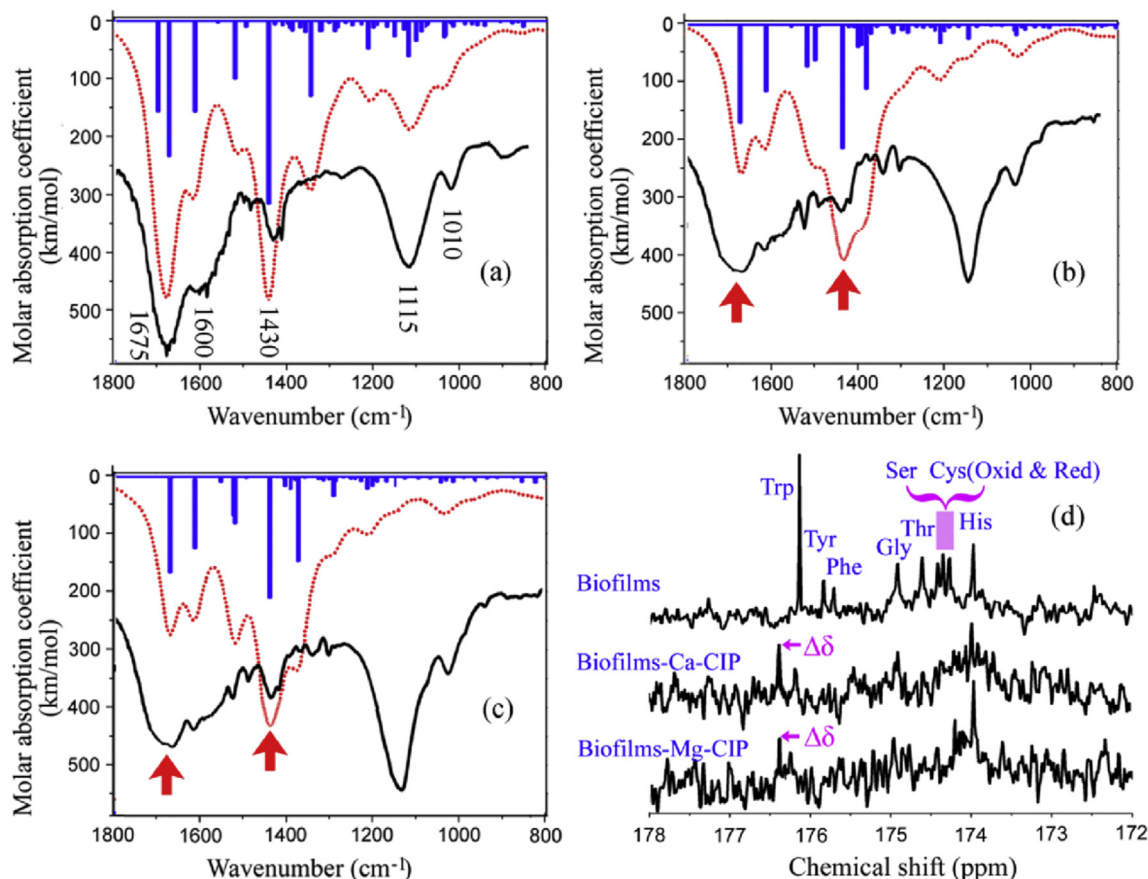 Molar absorption coefficient
(km/mol)
0
100
200
300
400
500
1675
1600
1430
1115
1010
(a)
1800 1600 1400 1200 1000 800
Wavenumber (cm-1)
Molar absorption coefficient
(km/mol)
0
100
200
300
400
500
(b)
1800 1600 1400 1200 1000 800
Wavenumber (cm-1)
Molar absorption coefficient
(km/mol)
0
100
200
300
400
500
(c)
1800 1600 1400 1200 1000 800
Wavenumber (cm-1)
Ser Cys(Oxid & Red)
Trp
Tyr
Phe
Gly
Thr
His
(d)
Biofilms
Δδ
Biofilms-Ca-CIP
Δδ
Biofilms-Mg-CIP
178 177 176 175 174 173 172
Chemical shift (ppm)